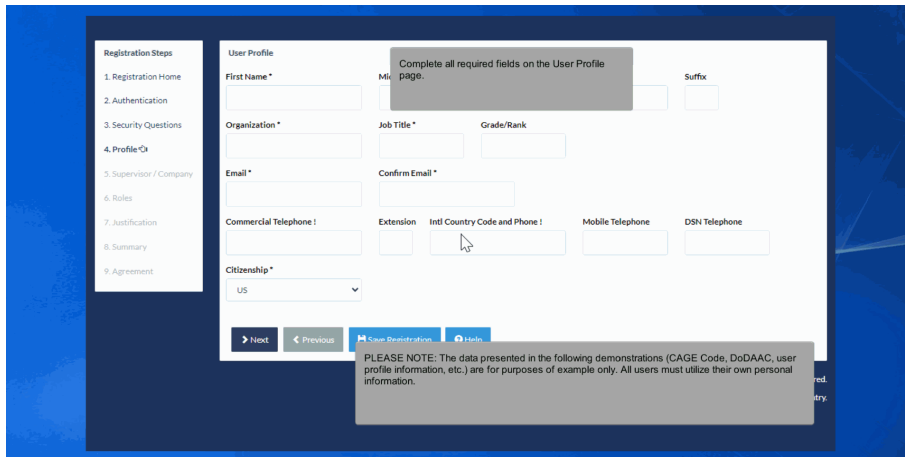 Registration Steps
1. Registration Home
2. Authentication
3. Security Questions
4. Profile
5. Supervisor / Company
6. Roles
7. Justification
8. Summary
9. Agreement
User Profile
Complete all required fields on the User Profile
page.
First Name *
Suffix
Organization *
Job Title *
Grade/Rank
Email *
Confirm Email *
Commercial Telephone !
Extension
Intl Country Code and Phone !
Mobile Telephone
DSN Telephone
Citizenship *
US
Next
Previous
Save Registration
Help
PLEASE NOTE: The data presented in the following demonstrations (CAGE Code, DoDAAC, user
profile information, etc.) are for purposes of example only. All users must utilize their own personal
information.